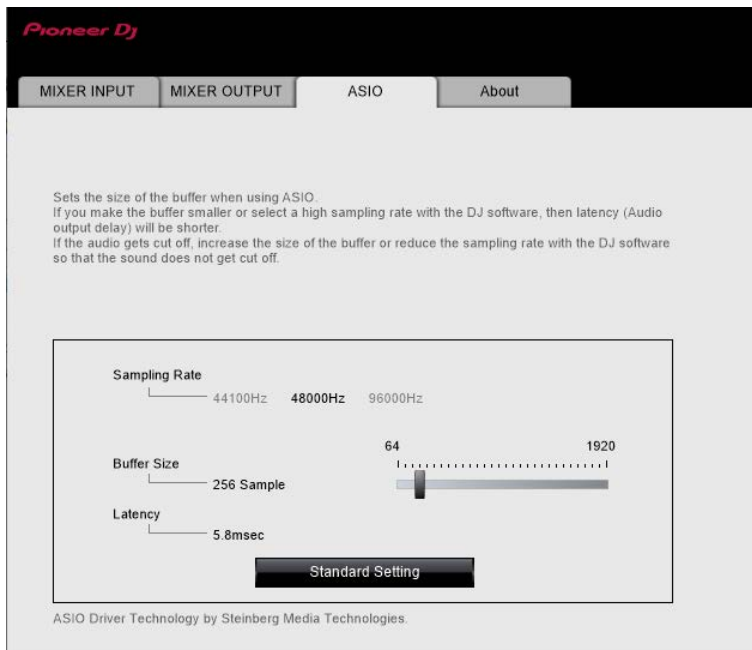 Pioneer Dj
MIXER INPUT MIXER OUTPUT ASIO About
Sets the size of the buffer when using ASIO.
If you make the buffer smaller or select a high sampling rate with the DJ software, then latency (Audio
output delay) will be shorter.
If the audio gets cut off, increase the size of the buffer or reduce the sampling rate with the DJ software
so that the sound does not get cut off.
Sampling Rate
44100Hz 48000Hz 96000Hz
64 1920
Buffer Size
256 Sample
Latency
5.8msec
Standard Setting
ASIO Driver Technology by Steinberg Media Technologies.